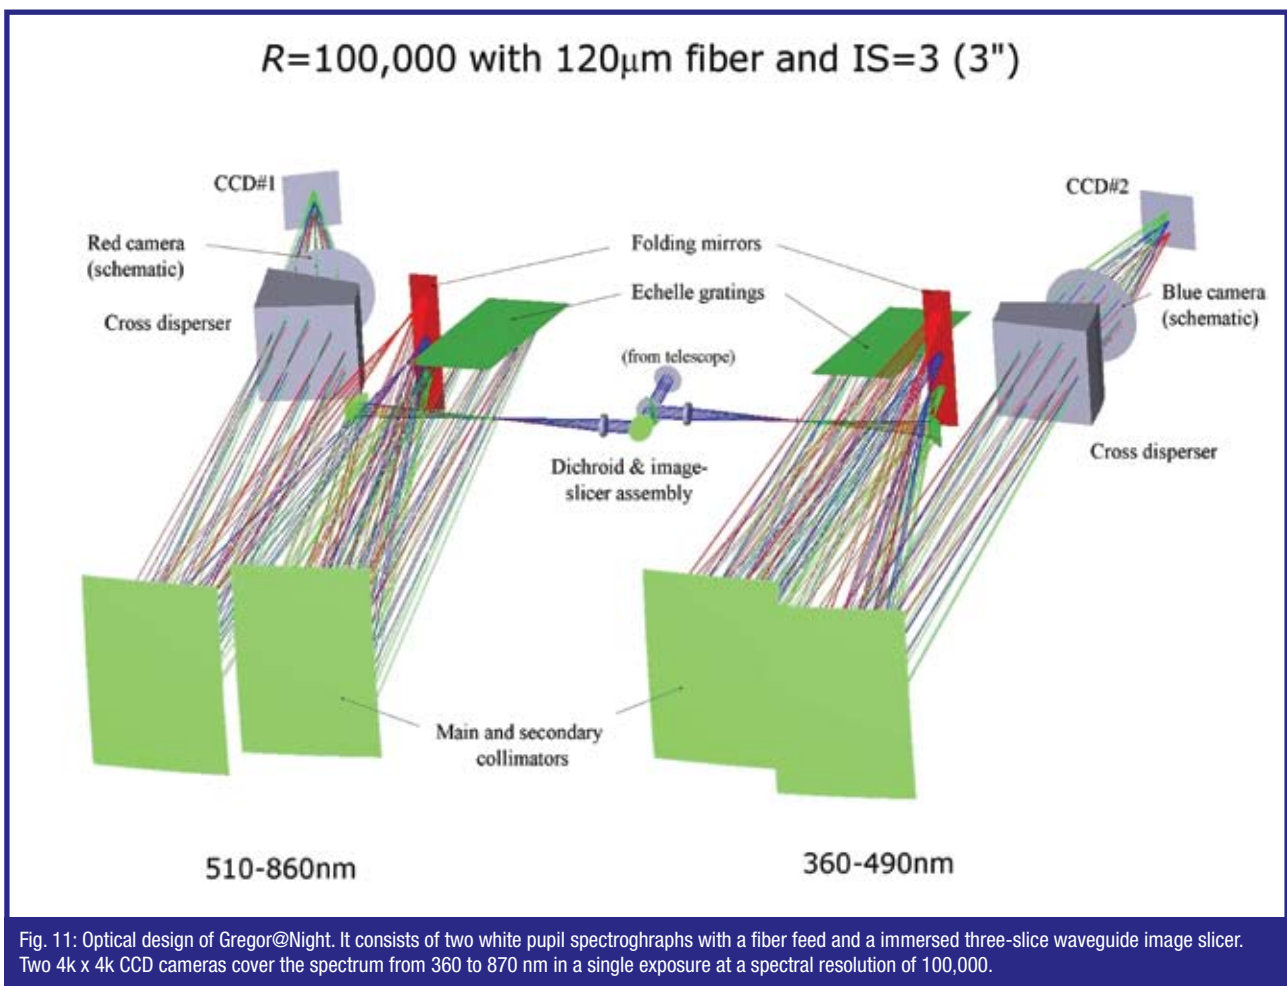 R=100,000 with 120µm fiber and IS=3 (3")
CCD#1
CCD#2
Red camera
(schematic)
Folding mirrors
Echelle gratings
Blue camera
(schematic)
Cross disperser
(from telescope)
Dichroid & image-
slicer assembly
Cross disperser
Main and secondary
collimators
510-860nm
360-490nm
Fig. 11: Optical design of Gregor@Night. It consists of two white pupil spectroghraphs with a fiber feed and a immersed three-slice waveguide image slicer.
Two 4k x 4k CCD cameras cover the spectrum from 360 to 870 nm in a single exposure at a spectral resolution of 100,000.